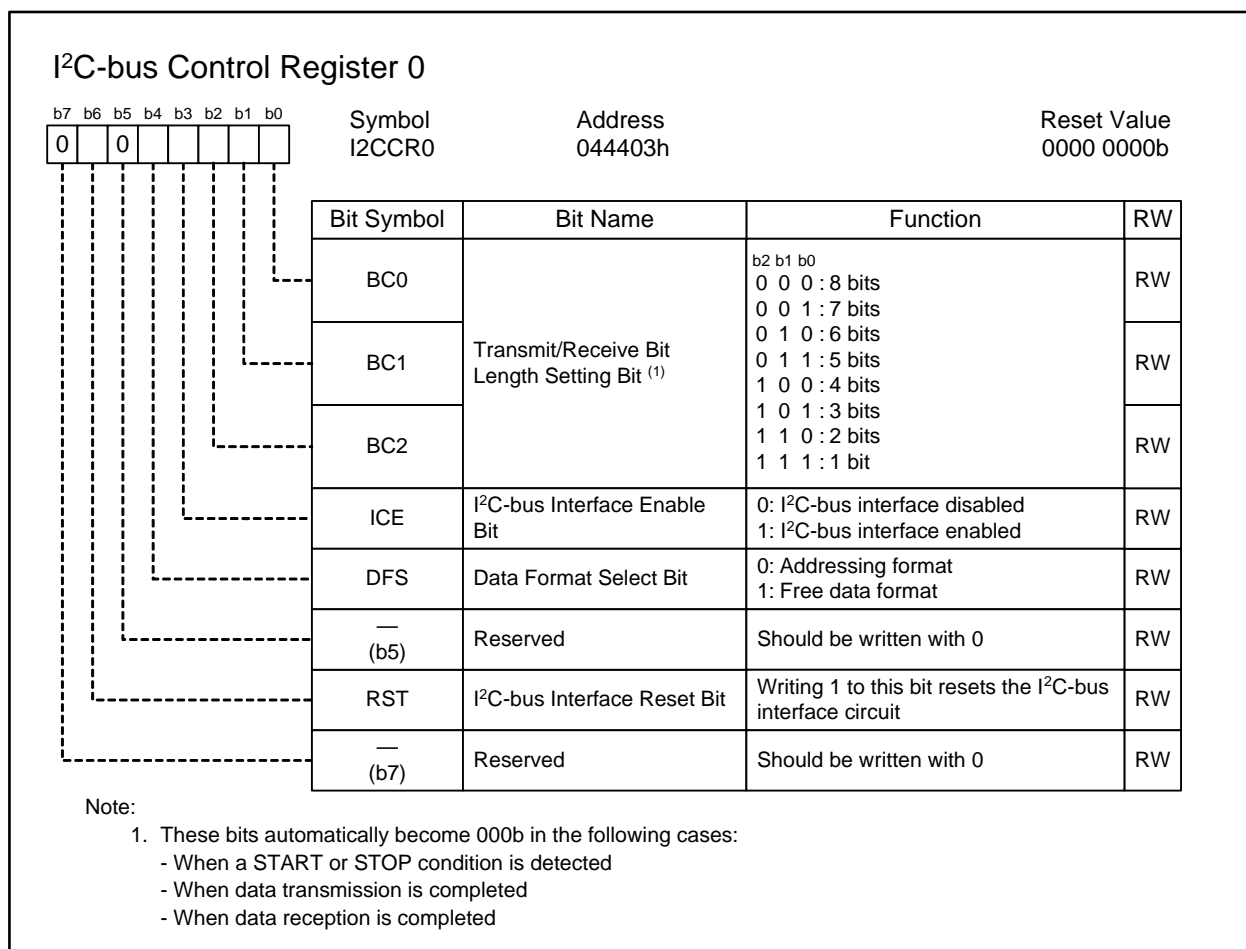 I²C-bus Control Register 0
b7 b6 b5 b4 b3 b2 b1 b0
0 0
Symbol Address Reset Value
I2CCR0 044403h 0000 0000b
Bit Symbol Bit Name Function RW
BC0
BC1
BC2
Transmit/Receive Bit
Length Setting Bit (1)
b2 b1 b0
0 0 0 : 8 bits
0 0 1 : 7 bits
0 1 0 : 6 bits
0 1 1 : 5 bits
1 0 0 : 4 bits
1 0 1 : 3 bits
1 1 0 : 2 bits
1 1 1 : 1 bit
RW
RW
RW
ICE
I²C-bus Interface Enable
Bit
0: I²C-bus interface disabled
1: I²C-bus interface enabled
RW
DFS
Data Format Select Bit
0: Addressing format
1: Free data format
RW
—
(b5)
Reserved
Should be written with 0
RW
RST
I²C-bus Interface Reset Bit
Writing 1 to this bit resets the I²C-bus
interface circuit
RW
—
(b7)
Reserved
Should be written with 0
RW
Note:
1. These bits automatically become 000b in the following cases:
- When a START or STOP condition is detected
- When data transmission is completed
- When data reception is completed